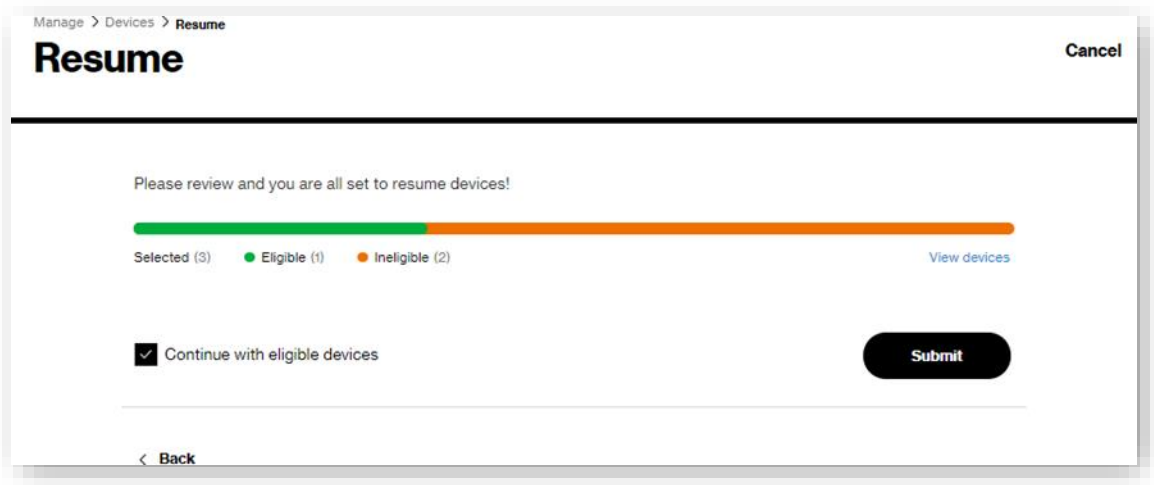 Manage > Devices > Resume
Resume
Cancel
Please review and you are all set to resume devices!
Selected (3) Eligible (1) Ineligible (2) View devices
Continue with eligible devices Submit
< Back